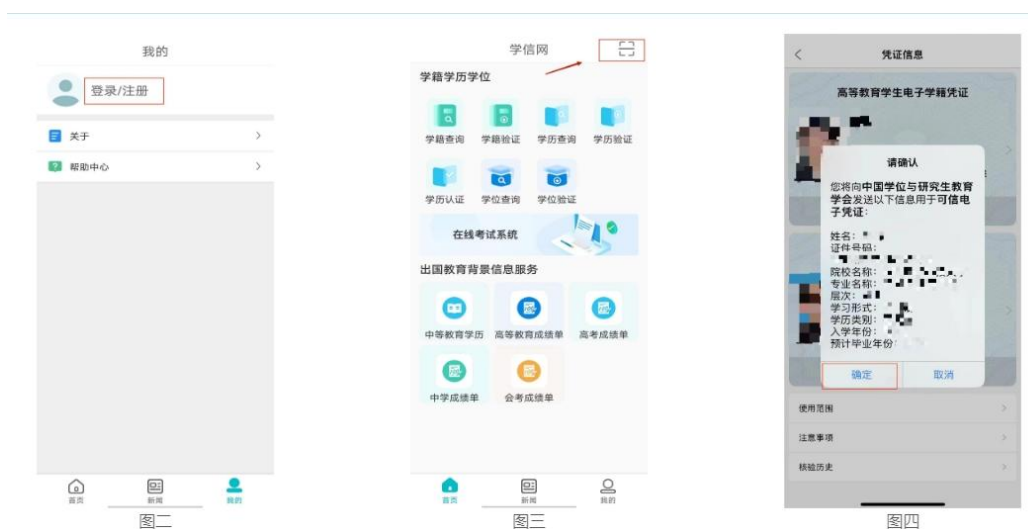 我的
登录/注册
关于
帮助中心
首页
新闻
我的
图二
学信网
学籍学历学位
学籍查询
学籍验证
学历查询
学历验证
学历认证
学位查询
学位验证
在线考试系统
出国教育背景信息服务
中等教育学历
高等教育成绩单
高考成绩单
中学成绩单
会考成绩单
首页
新闻
我的
图三
凭证信息
高等教育学生电子学籍凭证
请确认
您将向中国学位与研究生教育
学会发送以下信息用于可信电
子凭证：
姓名：
证件号码：
院校名称：
专业名称：
层次：
学习形式：
学历类别：
入学年份：
预计毕业年份
确定
取消
使用范围
注意事项
核验历史
图四